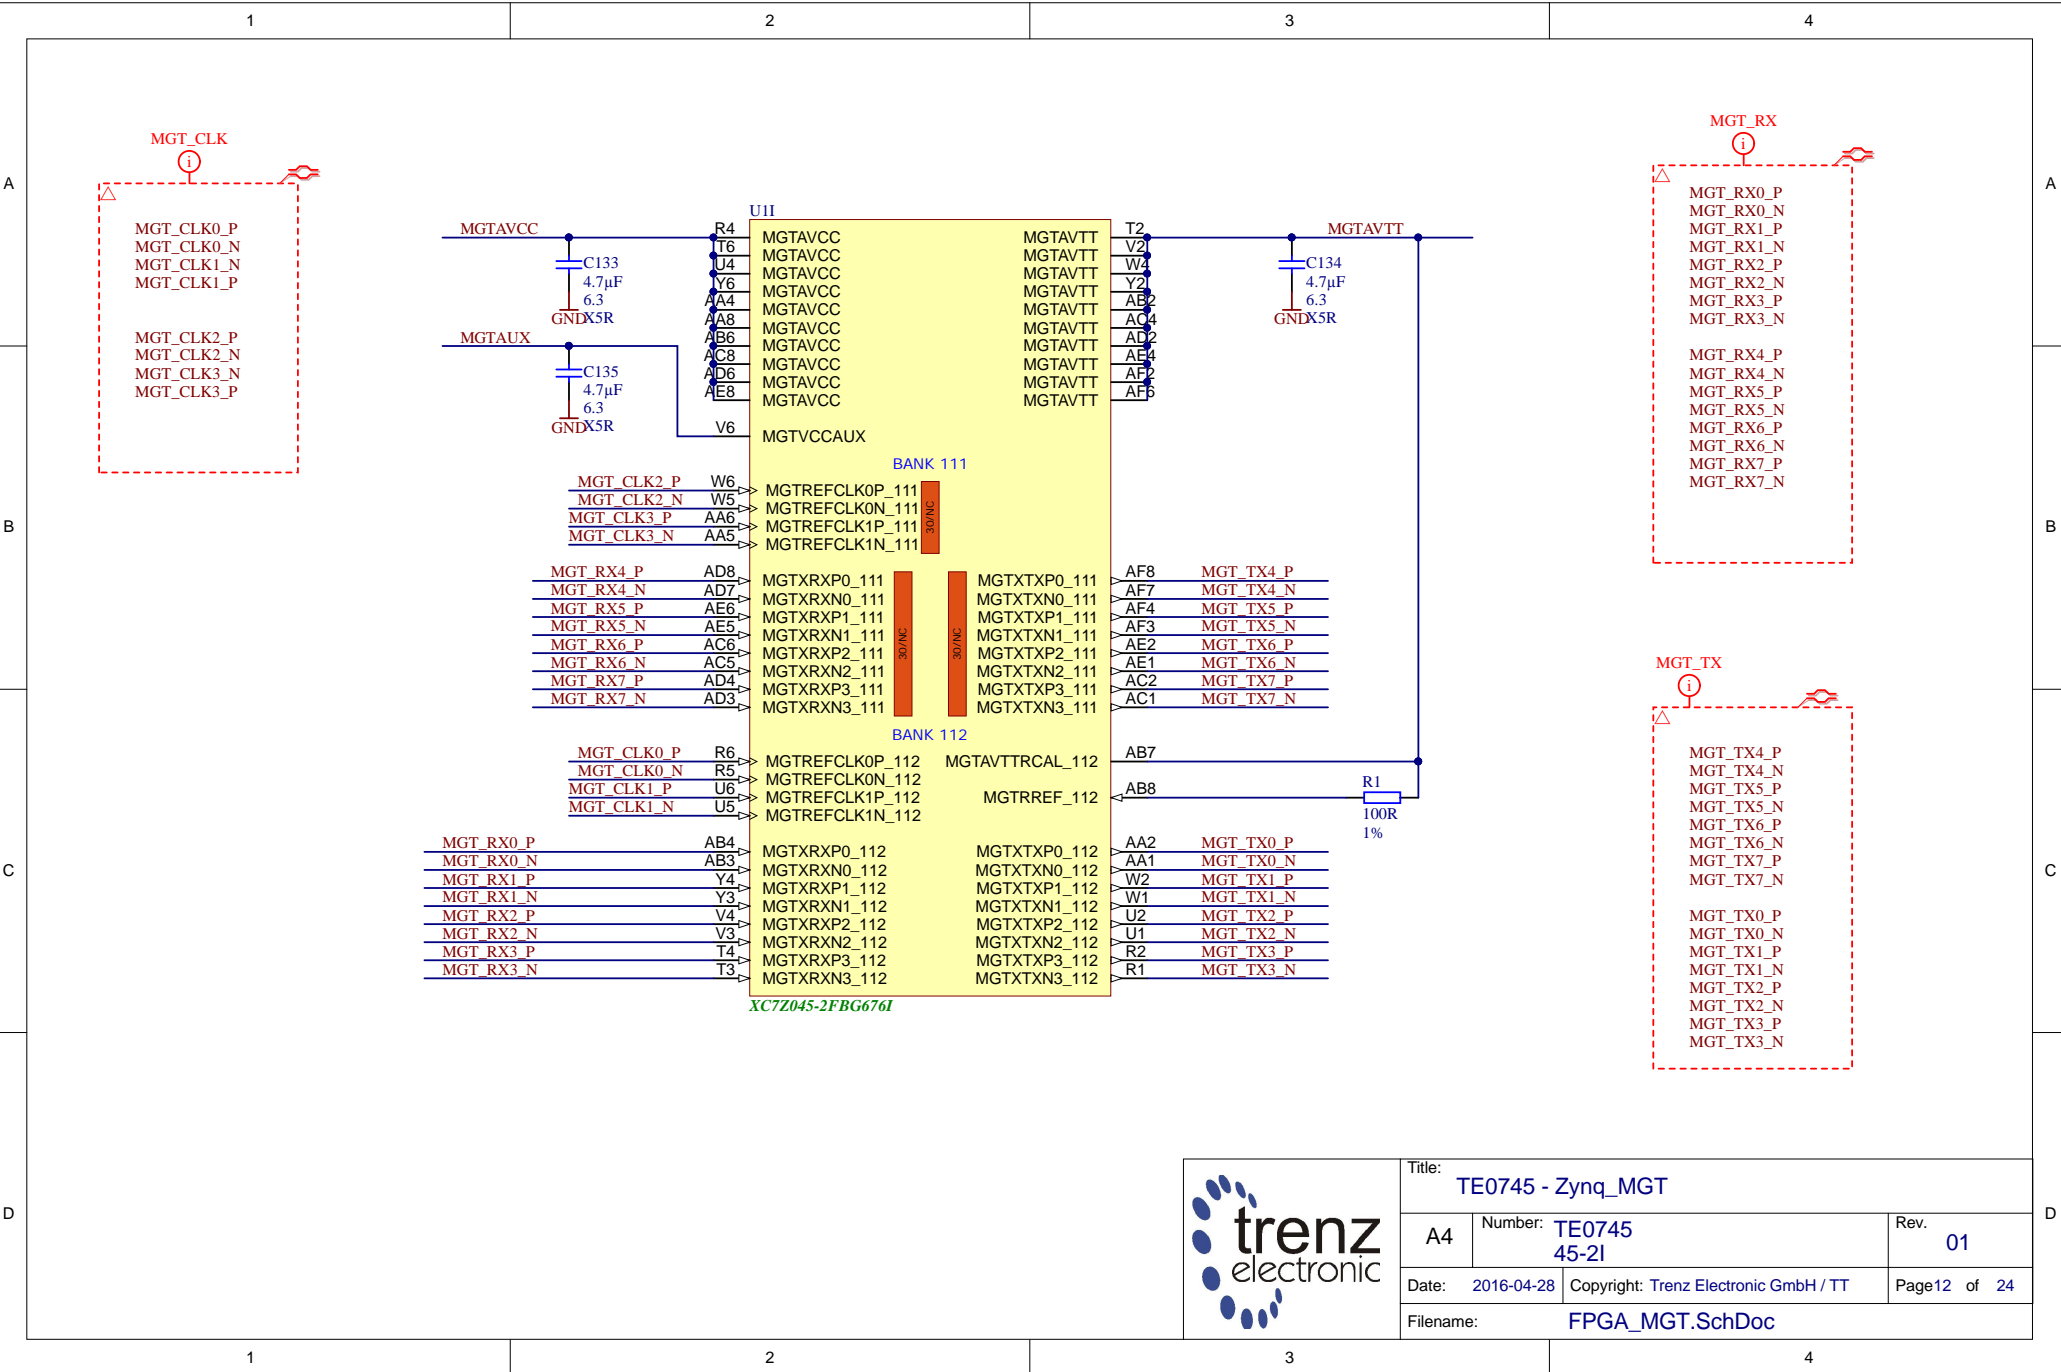 1
2
3
4
A
A
B
B
C
C
D
D
MGT_CLK
i
MGT_CLK0_P
MGT_CLK0_N
MGT_CLK1_N
MGT_CLK1_P
MGT_CLK2_P
MGT_CLK2_N
MGT_CLK3_N
MGT_CLK3_P
U1I
MGTAVCC
C133
4.7µF
6.3
X5R
GND
MGTAUX
C135
4.7µF
6.3
X5R
GND
R4 MGTAVCC
T6 MGTAVCC
U4 MGTAVCC
Y6 MGTAVCC
AA4 MGTAVCC
AA8 MGTAVCC
AB6 MGTAVCC
AC8 MGTAVCC
AD6 MGTAVCC
AE8 MGTAVCC
V6 MGTVCCAUX
MGTAVTT T2
MGTAVTT V2
MGTAVTT W4
MGTAVTT Y2
MGTAVTT AB2
MGTAVTT AC4
MGTAVTT AD2
MGTAVTT AE4
MGTAVTT AF2
MGTAVTT AF6
MGTAVTT
C134
4.7µF
6.3
X5R
GND
BANK 111
MGT_CLK2_P W6 MGTREFCLK0P_111
MGT_CLK2_N W5 MGTREFCLK0N_111
MGT_CLK3_P AA6 MGTREFCLK1P_111
MGT_CLK3_N AA5 MGTREFCLK1N_111
30/NC
MGT_RX4_P AD8 MGTXRXP0_111 MGTXTXP0_111 AF8 MGT_TX4_P
MGT_RX4_N AD7 MGTXRXN0_111 MGTXTXN0_111 AF7 MGT_TX4_N
MGT_RX5_P AE6 MGTXRXP1_111 MGTXTXP1_111 AF4 MGT_TX5_P
MGT_RX5_N AE5 MGTXRXN1_111 MGTXTXN1_111 AF3 MGT_TX5_N
MGT_RX6_P AC6 MGTXRXP2_111 MGTXTXP2_111 AE2 MGT_TX6_P
MGT_RX6_N AC5 MGTXRXN2_111 MGTXTXN2_111 AE1 MGT_TX6_N
MGT_RX7_P AD4 MGTXRXP3_111 MGTXTXP3_111 AC2 MGT_TX7_P
MGT_RX7_N AD3 MGTXRXN3_111 MGTXTXN3_111 AC1 MGT_TX7_N
30/NC
30/NC
BANK 112
MGT_CLK0_P R6 MGTREFCLK0P_112 MGTAVTTRCAL_112 AB7
MGT_CLK0_N R5 MGTREFCLK0N_112
MGT_CLK1_P U6 MGTREFCLK1P_112 MGTRREF_112 AB8
MGT_CLK1_N U5 MGTREFCLK1N_112
R1
100R
1%
MGT_RX0_P AB4 MGTXRXP0_112 MGTXTXP0_112 AA2 MGT_TX0_P
MGT_RX0_N AB3 MGTXRXN0_112 MGTXTXN0_112 AA1 MGT_TX0_N
MGT_RX1_P Y4 MGTXRXP1_112 MGTXTXP1_112 W2 MGT_TX1_P
MGT_RX1_N Y3 MGTXRXN1_112 MGTXTXN1_112 W1 MGT_TX1_N
MGT_RX2_P V4 MGTXRXP2_112 MGTXTXP2_112 U2 MGT_TX2_P
MGT_RX2_N V3 MGTXRXN2_112 MGTXTXN2_112 U1 MGT_TX2_N
MGT_RX3_P T4 MGTXRXP3_112 MGTXTXP3_112 R2 MGT_TX3_P
MGT_RX3_N T3 MGTXRXN3_112 MGTXTXN3_112 R1 MGT_TX3_N
XC7Z045-2FBG676I
MGT_RX
i
MGT_RX0_P
MGT_RX0_N
MGT_RX1_P
MGT_RX1_N
MGT_RX2_P
MGT_RX2_N
MGT_RX3_P
MGT_RX3_N
MGT_RX4_P
MGT_RX4_N
MGT_RX5_P
MGT_RX5_N
MGT_RX6_P
MGT_RX6_N
MGT_RX7_P
MGT_RX7_N
MGT_TX
i
MGT_TX4_P
MGT_TX4_N
MGT_TX5_P
MGT_TX5_N
MGT_TX6_P
MGT_TX6_N
MGT_TX7_P
MGT_TX7_N
MGT_TX0_P
MGT_TX0_N
MGT_TX1_P
MGT_TX1_N
MGT_TX2_P
MGT_TX2_N
MGT_TX3_P
MGT_TX3_N
trenz
electronic
Title:
TE0745 - Zynq_MGT
A4
Number: TE0745
45-2I
Rev.
01
Date: 2016-04-28
Copyright: Trenz Electronic GmbH / TT
Page12 of 24
Filename: FPGA_MGT.SchDoc
1
2
3
4